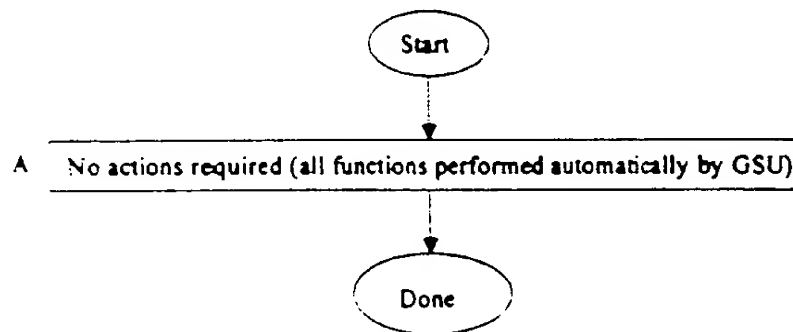 Start
A No actions required (all functions performed automatically by GSU)
Done